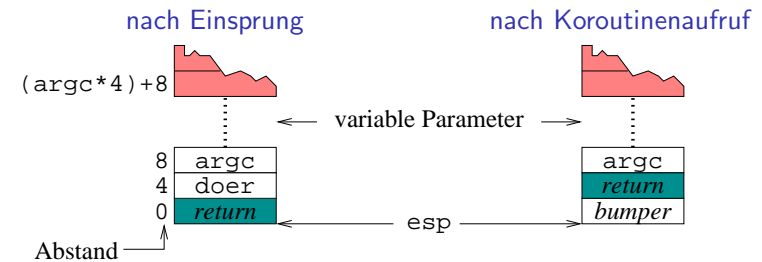 nach Einsprung
nach Koroutinenaufruf
(argc*4)+8
variable Parameter
8 argc
argc
4 doer
return
0 return
bumper
esp
Abstand